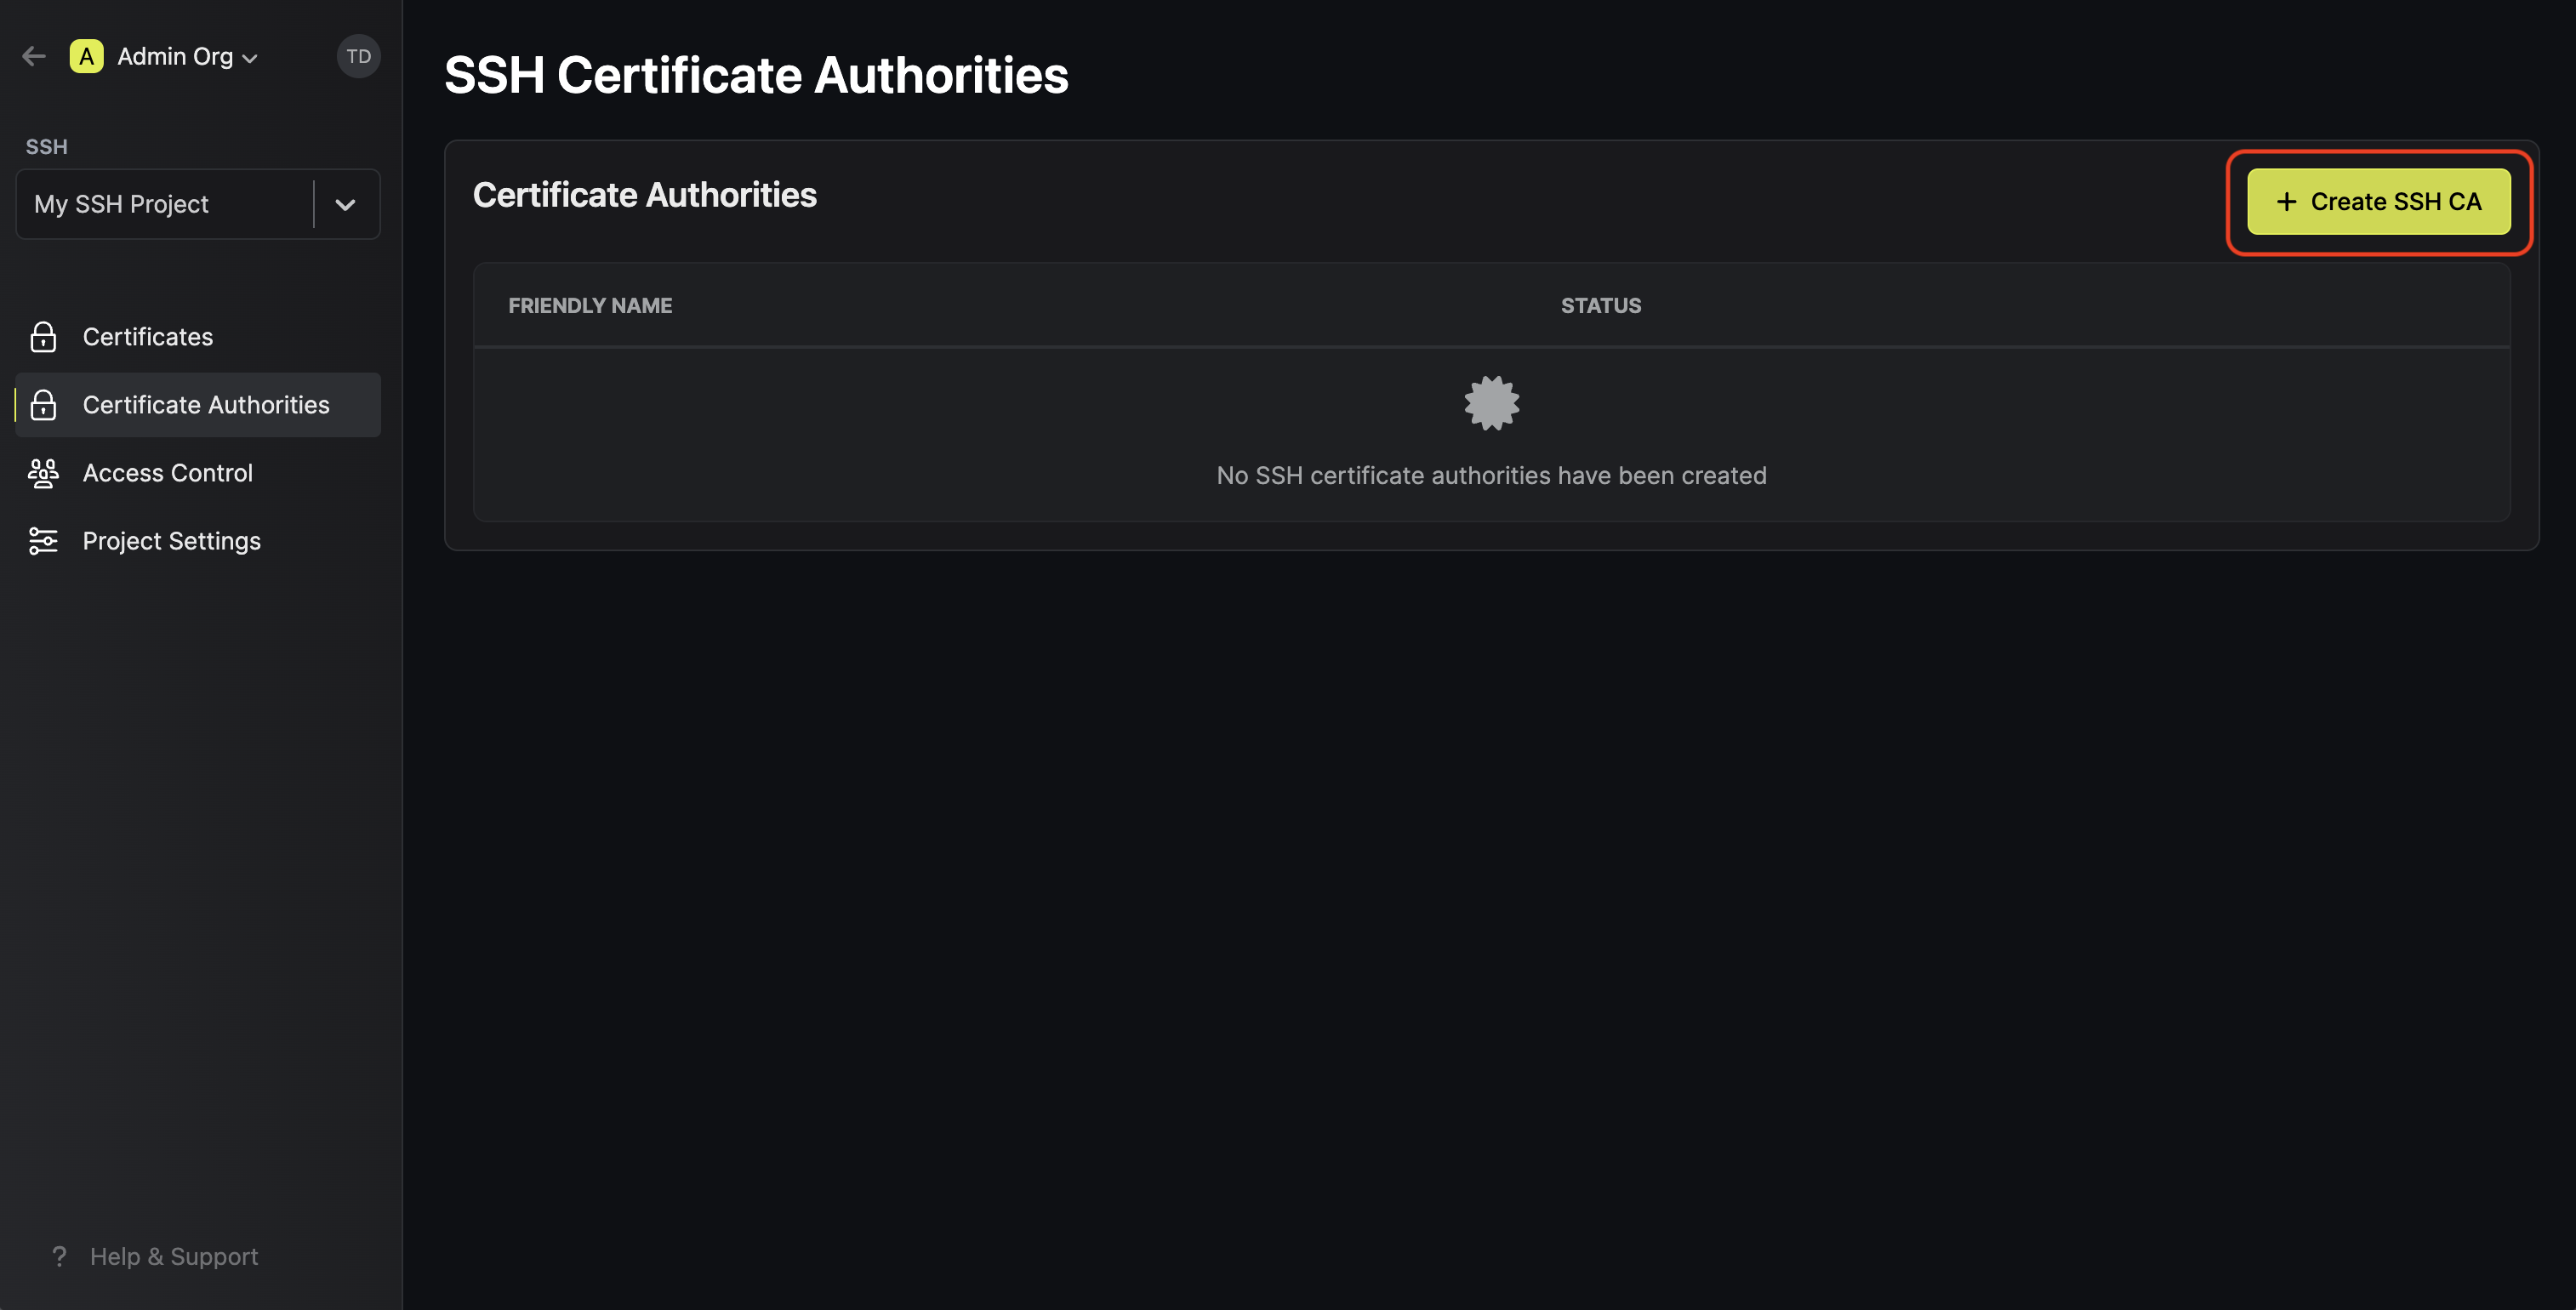 A Admin Org
TD
SSH
My SSH Project
Certificates
Certificate Authorities
Access Control
Project Settings
? Help & Support
SSH Certificate Authorities
Certificate Authorities
+ Create SSH CA
FRIENDLY NAME
STATUS
No SSH certificate authorities have been created